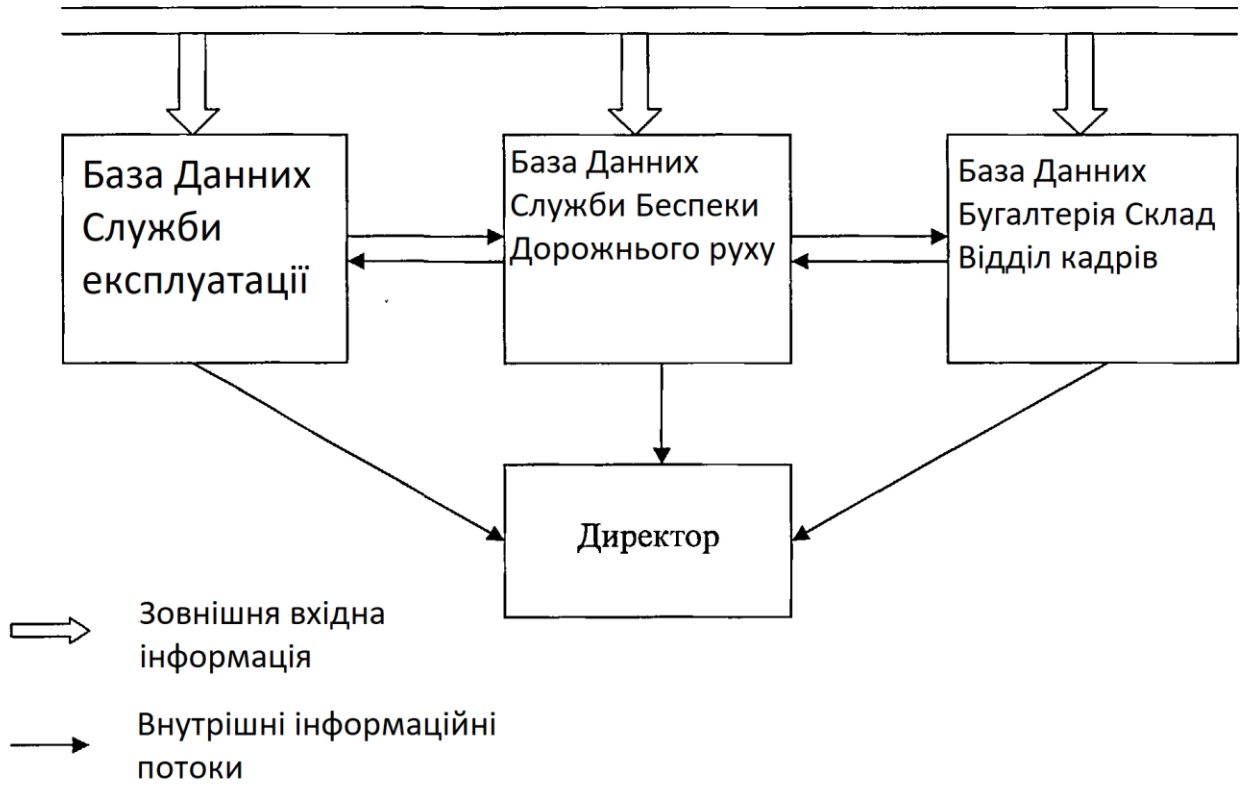 База Данних
Служби
експлуатації
База Данних
Служби Беспеки
Дорожнього руху
База Данних
Бугалтерія Склад
Відділ кадрів
Директор
Зовнішня вхідна
інформація
Внутрішні інформаційні
потоки